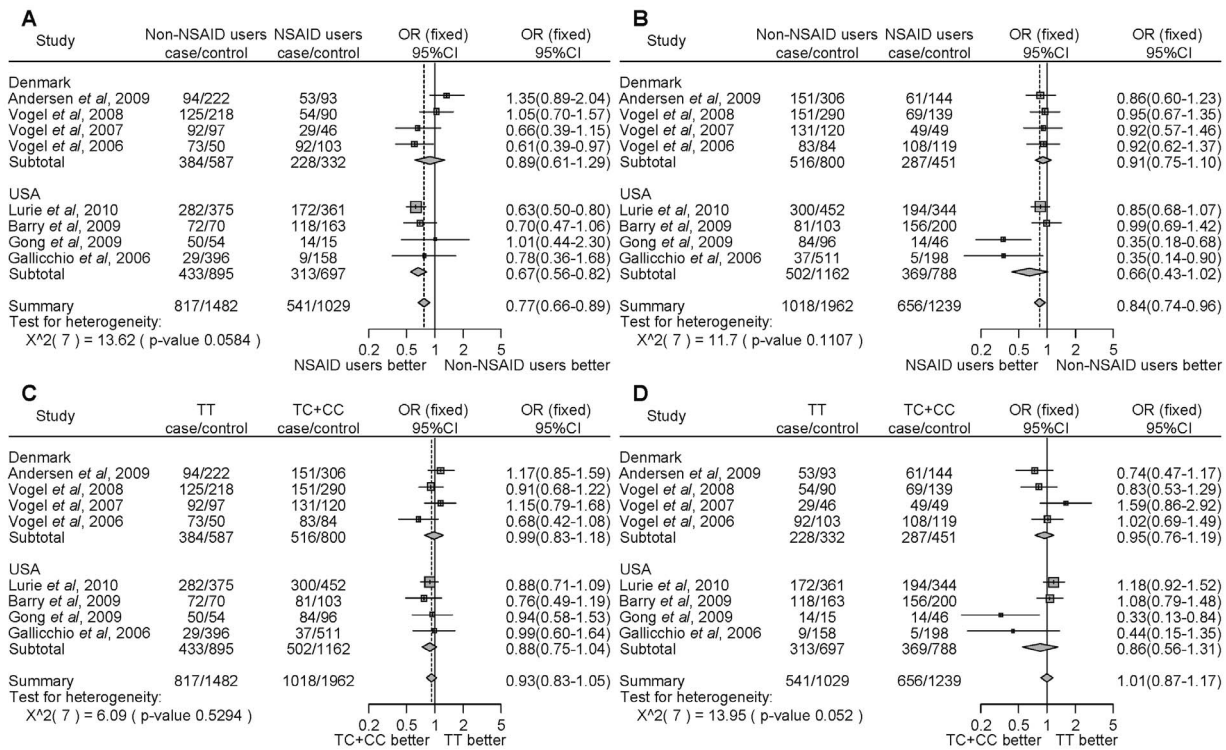 A
Study Non-NSAID users case/control NSAID users case/control OR (fixed) 95%CI OR (fixed) 95%CI
Denmark
Andersen et al, 2009 94/222 53/93 1.35(0.89-2.04)
Vogel et al, 2008 125/218 54/90 1.05(0.70-1.57)
Vogel et al, 2007 92/97 29/46 0.66(0.39-1.15)
Vogel et al, 2006 73/50 92/103 0.61(0.39-0.97)
Subtotal 384/587 228/332 0.89(0.61-1.29)
USA
Lurie et al, 2010 282/375 172/361 0.63(0.50-0.80)
Barry et al, 2009 72/70 118/163 0.70(0.47-1.06)
Gong et al, 2009 50/54 14/15 1.01(0.44-2.30)
Gallicchio et al, 2006 29/396 9/158 0.78(0.36-1.68)
Subtotal 433/895 313/697 0.67(0.56-0.82)
Summary 817/1482 541/1029 0.77(0.66-0.89)
Test for heterogeneity:
X^2( 7 ) = 13.62 ( p-value 0.0584 )
0.2 0.5 1 2 5
NSAID users better Non-NSAID users better
B
Study Non-NSAID users case/control NSAID users case/control OR (fixed) 95%CI OR (fixed) 95%CI
Denmark
Andersen et al, 2009 151/306 61/144 0.86(0.60-1.23)
Vogel et al, 2008 151/290 69/139 0.95(0.67-1.35)
Vogel et al, 2007 131/120 49/49 0.92(0.57-1.46)
Vogel et al, 2006 83/84 108/119 0.92(0.62-1.37)
Subtotal 516/800 287/451 0.91(0.75-1.10)
USA
Lurie et al, 2010 300/452 194/344 0.85(0.68-1.07)
Barry et al, 2009 81/103 156/200 0.99(0.69-1.42)
Gong et al, 2009 84/96 14/46 0.35(0.18-0.68)
Gallicchio et al, 2006 37/511 5/198 0.35(0.14-0.90)
Subtotal 502/1162 369/788 0.66(0.43-1.02)
Summary 1018/1962 656/1239 0.84(0.74-0.96)
Test for heterogeneity:
X^2( 7 ) = 11.7 ( p-value 0.1107 )
0.2 0.5 1 2 5
NSAID users better Non-NSAID users better
C
Study TT case/control TC+CC case/control OR (fixed) 95%CI OR (fixed) 95%CI
Denmark
Andersen et al, 2009 94/222 151/306 1.17(0.85-1.59)
Vogel et al, 2008 125/218 151/290 0.91(0.68-1.22)
Vogel et al, 2007 92/97 131/120 1.15(0.79-1.68)
Vogel et al, 2006 73/50 83/84 0.68(0.42-1.08)
Subtotal 384/587 516/800 0.99(0.83-1.18)
USA
Lurie et al, 2010 282/375 300/452 0.88(0.71-1.09)
Barry et al, 2009 72/70 81/103 0.76(0.49-1.19)
Gong et al, 2009 50/54 84/96 0.94(0.58-1.53)
Gallicchio et al, 2006 29/396 37/511 0.99(0.60-1.64)
Subtotal 433/895 502/1162 0.88(0.75-1.04)
Summary 817/1482 1018/1962 0.93(0.83-1.05)
Test for heterogeneity:
X^2( 7 ) = 6.09 ( p-value 0.5294 )
0.2 0.5 1 2 5
TC+CC better TT better
D
Study TT case/control TC+CC case/control OR (fixed) 95%CI OR (fixed) 95%CI
Denmark
Andersen et al, 2009 53/93 61/144 0.74(0.47-1.17)
Vogel et al, 2008 54/90 69/139 0.83(0.53-1.29)
Vogel et al, 2007 29/46 49/49 1.59(0.86-2.92)
Vogel et al, 2006 92/103 108/119 1.02(0.69-1.49)
Subtotal 228/332 287/451 0.95(0.76-1.19)
USA
Lurie et al, 2010 172/361 194/344 1.18(0.92-1.52)
Barry et al, 2009 118/163 156/200 1.08(0.79-1.48)
Gong et al, 2009 14/15 14/46 0.33(0.13-0.84)
Gallicchio et al, 2006 9/158 5/198 0.44(0.15-1.35)
Subtotal 313/697 369/788 0.86(0.56-1.31)
Summary 541/1029 656/1239 1.01(0.87-1.17)
Test for heterogeneity:
X^2( 7 ) = 13.95 ( p-value 0.052 )
0.2 0.5 1 2 5
TC+CC better TT better